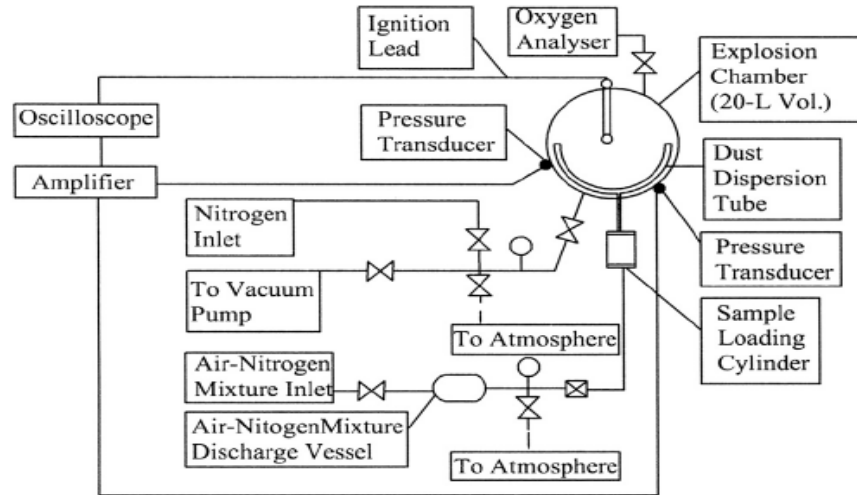 Ignition
Lead
Oxygen
Analyser
Explosion
Chamber
(20-L Vol.)
Oscilloscope
Pressure
Transducer
Amplifier
Dust
Dispersion
Tube
Nitrogen
Inlet
Pressure
Transducer
To Vacuum
Pump
To Atmosphere
Sample
Loading
Cylinder
Air-Nitrogen
Mixture Inlet
Air-NitogenMixture
Discharge Vessel
To Atmosphere